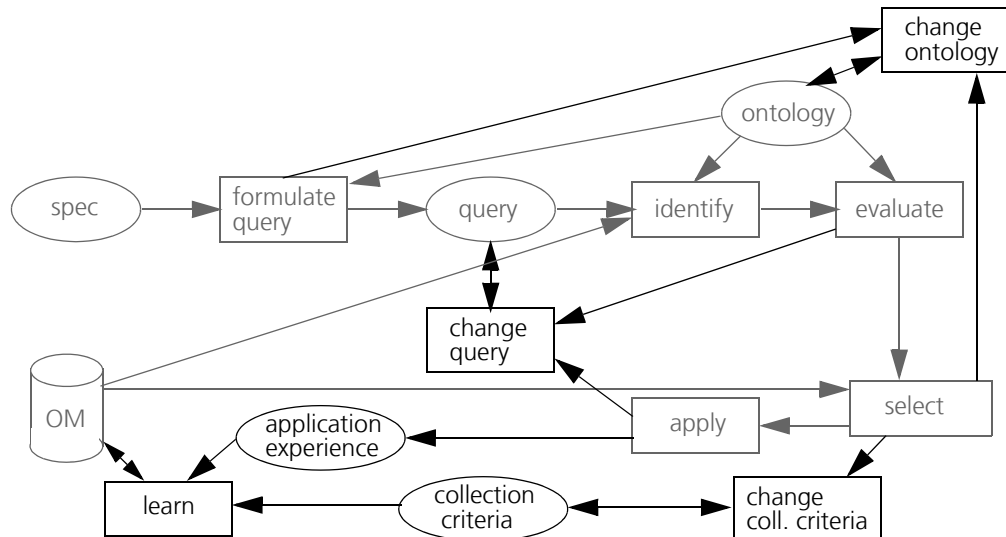 change
ontology
ontology
spec
formulate
query
query
identify
evaluate
change
query
OM
select
apply
application
experience
learn
collection
criteria
change
coll. criteria